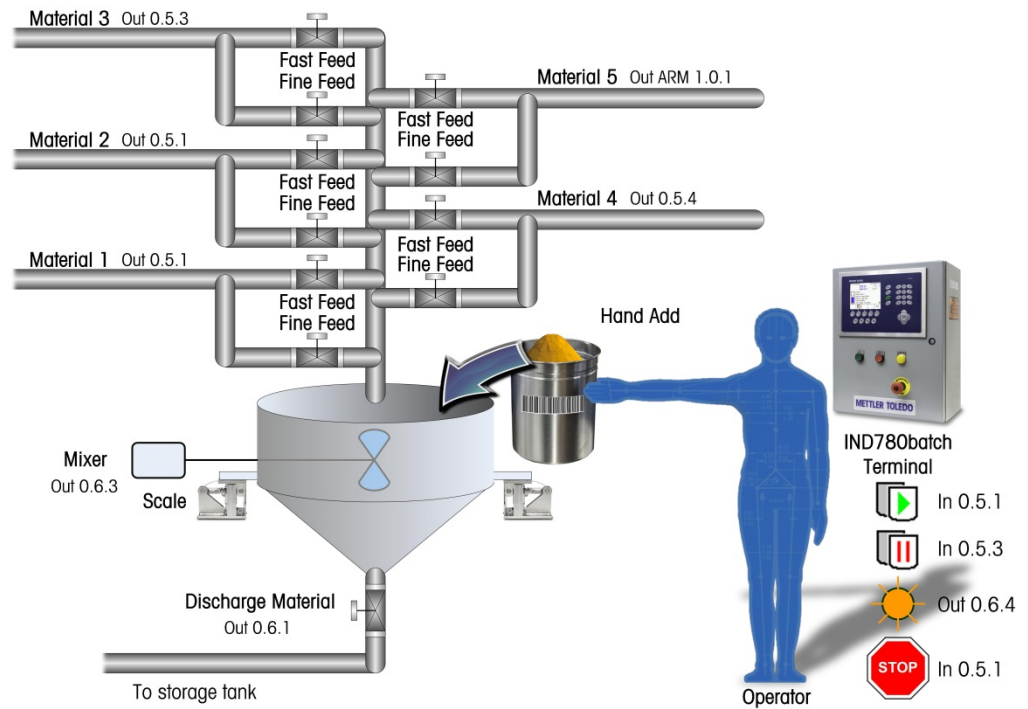 Material 3 Out 0.5.3
Fast Feed
Fine Feed
Material 5 Out ARM 1.0.1
Fast Feed
Fine Feed
Material 2 Out 0.5.1
Fast Feed
Fine Feed
Material 4 Out 0.5.4
Fast Feed
Fine Feed
Material 1 Out 0.5.1
Fast Feed
Fine Feed
Hand Add
METTLER TOLEDO
IND780batch
Terminal
Mixer
Out 0.6.3
Scale
In 0.5.1
In 0.5.3
Discharge Material
Out 0.6.1
Out 0.6.4
STOP
In 0.5.1
To storage tank
Operator